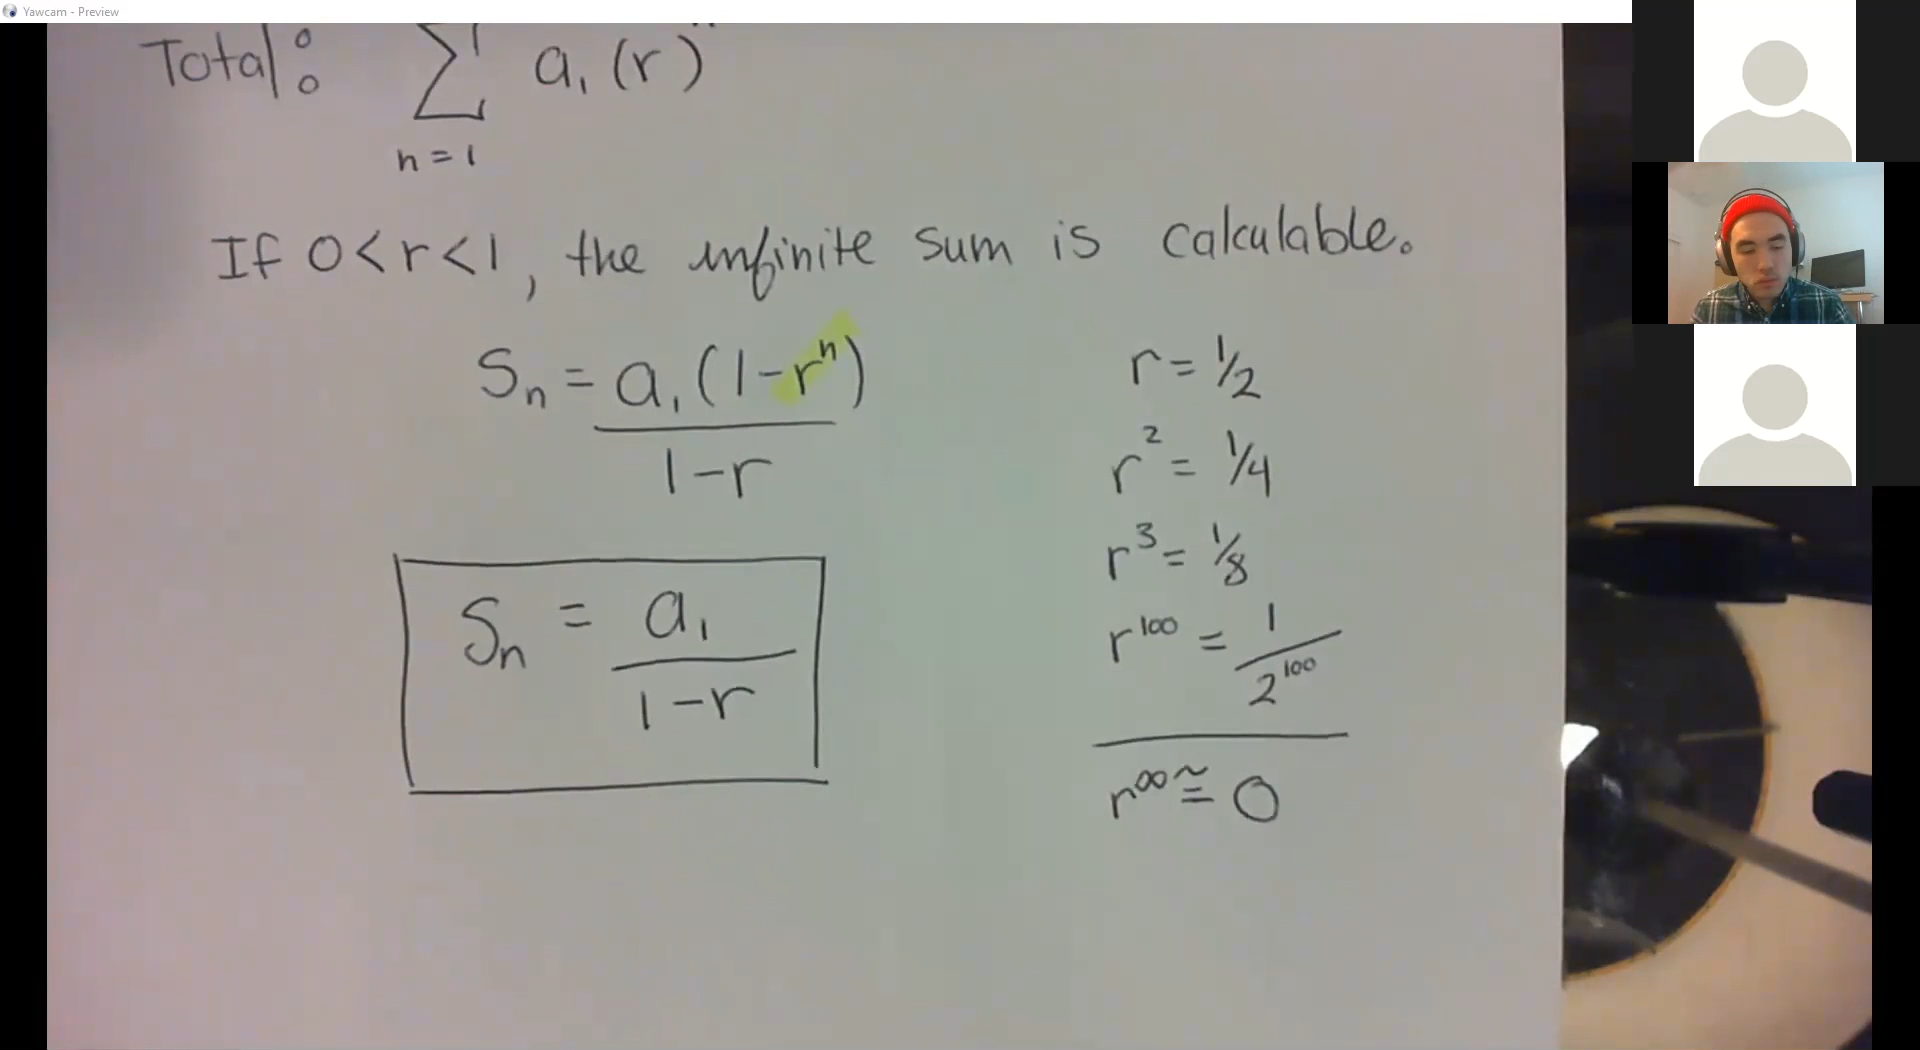 Yawcam - Preview
Total: ∑ a₁(r)
n = 1
If 0 < r < 1, the infinite sum is calculable.
Sₙ = a₁(1-rⁿ)
1-r
Sₙ = a₁
1-r
r = 1/2
r² = 1/4
r³ = 1/8
r¹⁰⁰ = 1
2¹⁰⁰
r^∞ ≅ 0